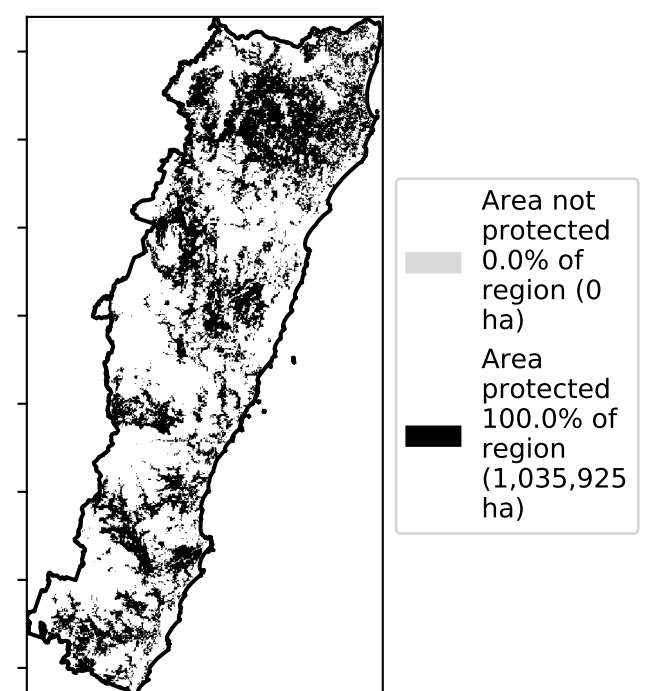 Area not
protected
0.0% of
region (0
ha)
Area
protected
100.0% of
region
(1,035,925
ha)